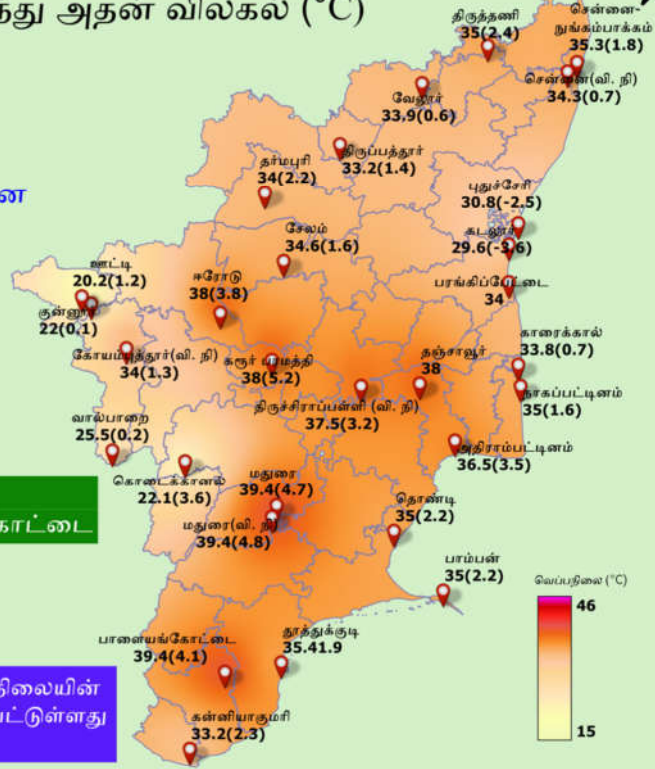 அதன் விலகல் (°C)
திருத்தணி
35(2.4)
சென்னை-
நுங்கம்பாக்கம்
35.3(1.8)
சென்னை(வி. நி)
34.3(0.7)
வேலூர்
33.9(0.6)
திருப்பத்தூர்
33.2(1.4)
தர்மபுரி
34(2.2)
புதுச்சேரி
30.8(-2.5)
சேலம்
34.6(1.6)
கடலூர்
29.6(-3.6)
ஊட்டி
20.2(1.2)
ஈரோடு
38(3.8)
பரங்கிப்பேட்டை
34
குன்னூர்
22(0.1)
காரைக்கால்
33.8(0.7)
கோயம்புத்தூர்(வி. நி)
34(1.3)
கரூர் பரமத்தி
38(5.2)
தஞ்சாவூர்
38
நாகப்பட்டினம்
35(1.6)
திருச்சிராப்பள்ளி (வி. நி)
37.5(3.2)
வால்பாறை
25.5(0.2)
அதிராம்பட்டினம்
36.5(3.5)
கொடைக்கானல்
22.1(3.6)
மதுரை
39.4(4.7)
மதுரை(வி. நி)
39.4(4.8)
தொண்டி
35(2.2)
பாம்பன்
35(2.2)
வெப்பநிலை (°C)
46
15
பாளையங்கோட்டை
39.4(4.1)
தூத்துக்குடி
35.41.9
கன்னியாகுமரி
33.2(2.3)